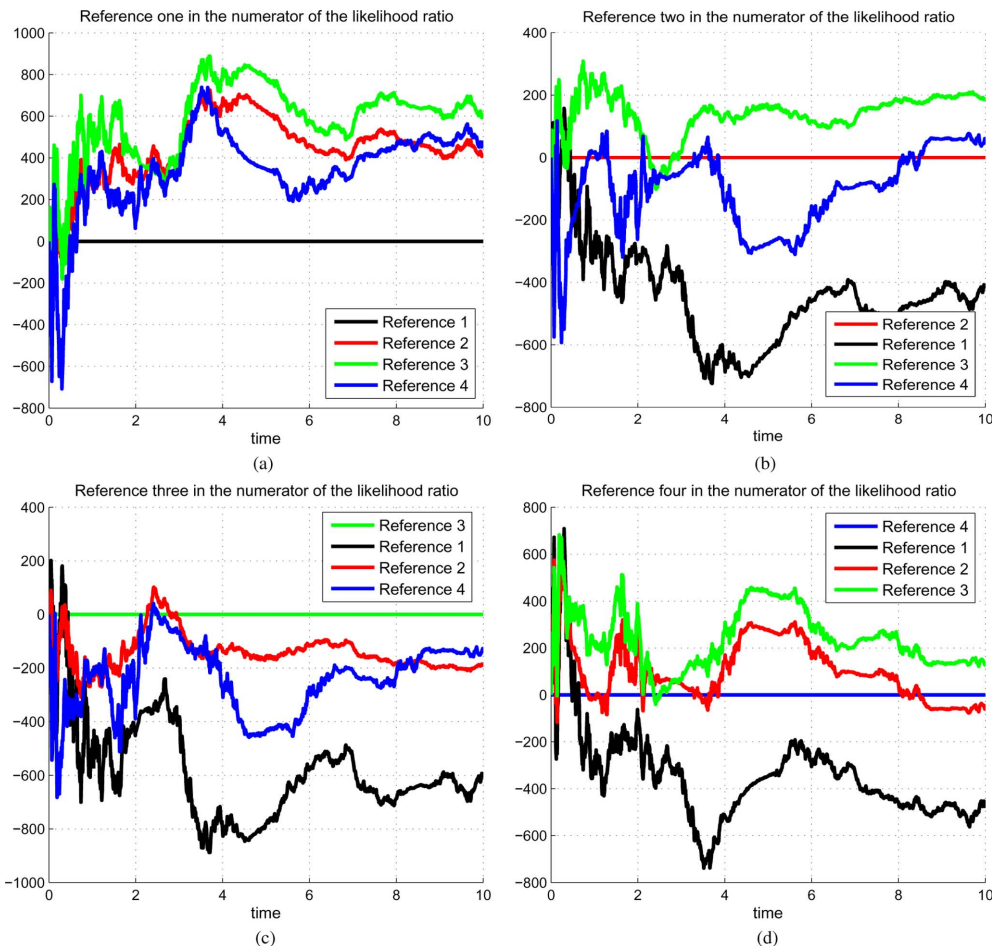 Reference one in the numerator of the likelihood ratio
1000
800
600
400
200
0
−200
−400
−600
−800
0 2 4 6 8 10
Reference 1
Reference 2
Reference 3
Reference 4
time
(a)
Reference two in the numerator of the likelihood ratio
400
200
0
−200
−400
−600
−800
0 2 4 6 8 10
Reference 2
Reference 1
Reference 3
Reference 4
time
(b)
Reference three in the numerator of the likelihood ratio
400
200
0
−200
−400
−600
−800
−1000
0 2 4 6 8 10
Reference 3
Reference 1
Reference 2
Reference 4
time
(c)
Reference four in the numerator of the likelihood ratio
800
600
400
200
0
−200
−400
−600
−800
0 2 4 6 8 10
Reference 4
Reference 1
Reference 2
Reference 3
time
(d)